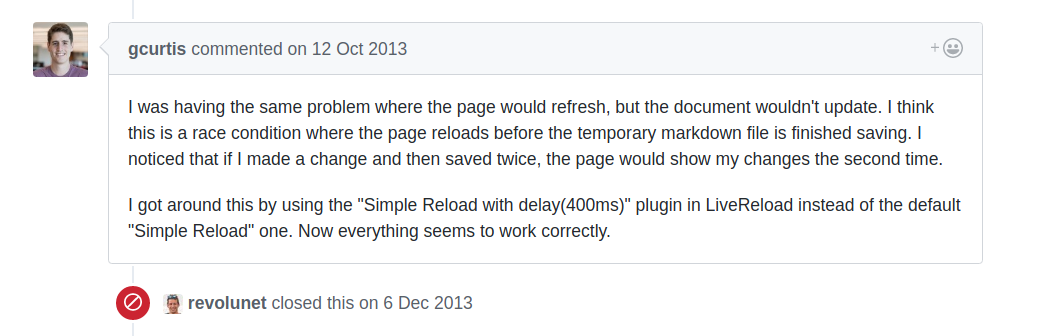 gcurtis commented on 12 Oct 2013
+
I was having the same problem where the page would refresh, but the document wouldn't update. I think
this is a race condition where the page reloads before the temporary markdown file is finished saving. I
noticed that if I made a change and then saved twice, the page would show my changes the second time.
I got around this by using the "Simple Reload with delay(400ms)" plugin in LiveReload instead of the default
"Simple Reload" one. Now everything seems to work correctly.
revolunet closed this on 6 Dec 2013